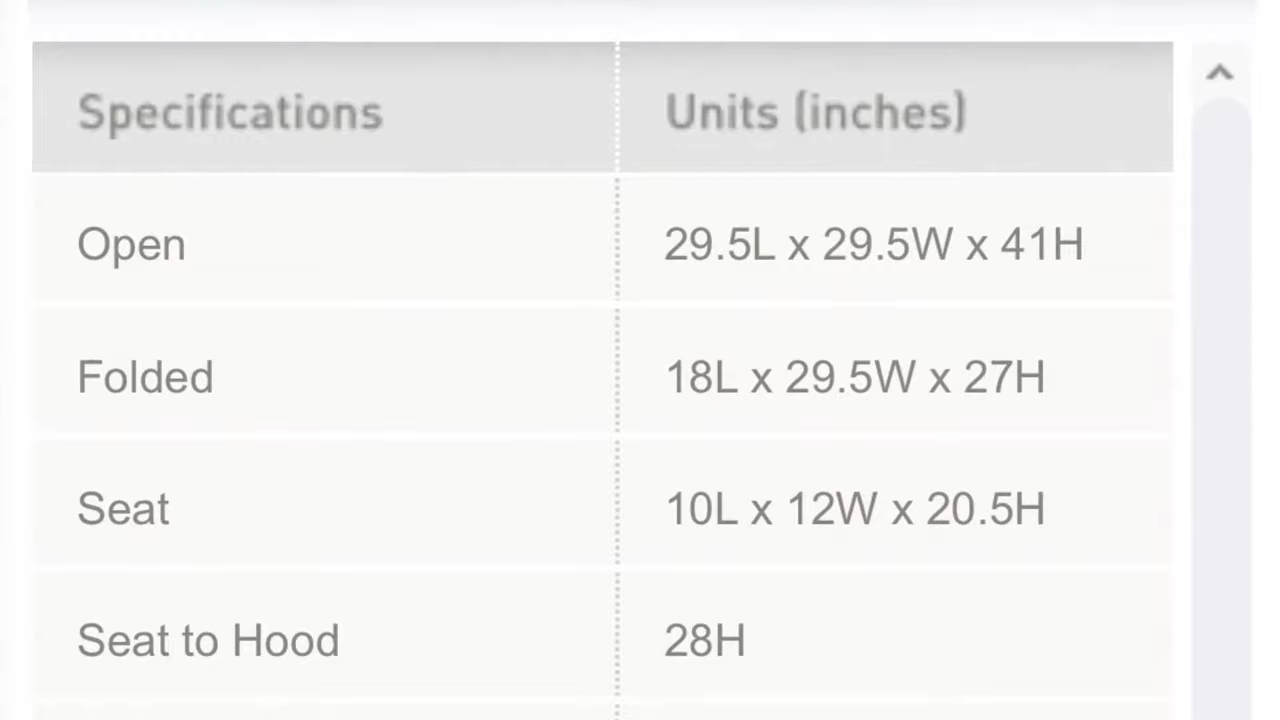 Specifications Units (inches)
Open 29.5L x 29.5W x 41H
Folded 18L x 29.5W x 27H
Seat 10L x 12W x 20.5H
Seat to Hood 28H